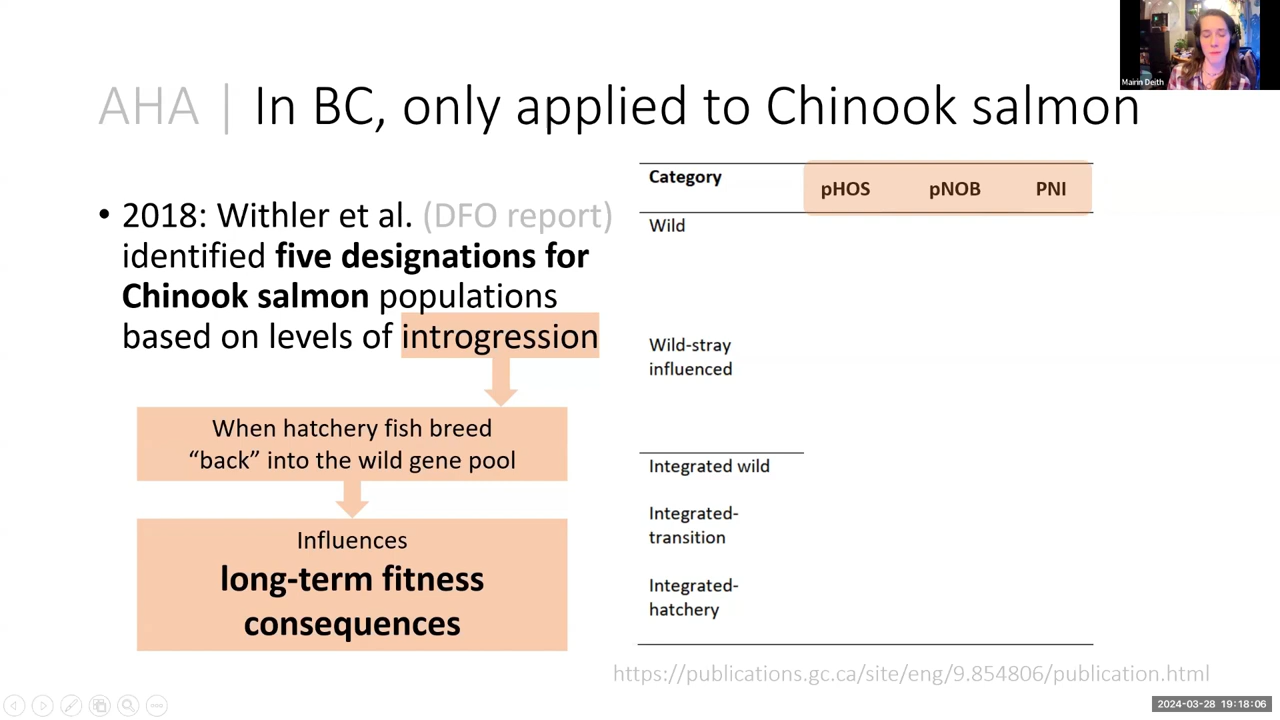 Mairin Deith
AHA | In BC, only applied to Chinook salmon
• 2018: Withler et al. (DFO report)
identified five designations for
Chinook salmon populations
based on levels of introgression
When hatchery fish breed
“back” into the wild gene pool
Influences
long-term fitness
consequences
Category pHOS pNOB PNI
Wild
Wild-stray
influenced
Integrated wild
Integrated-
transition
Integrated-
hatchery
https://publications.gc.ca/site/eng/9.854806/publication.html
2024-03-28 19:18:06